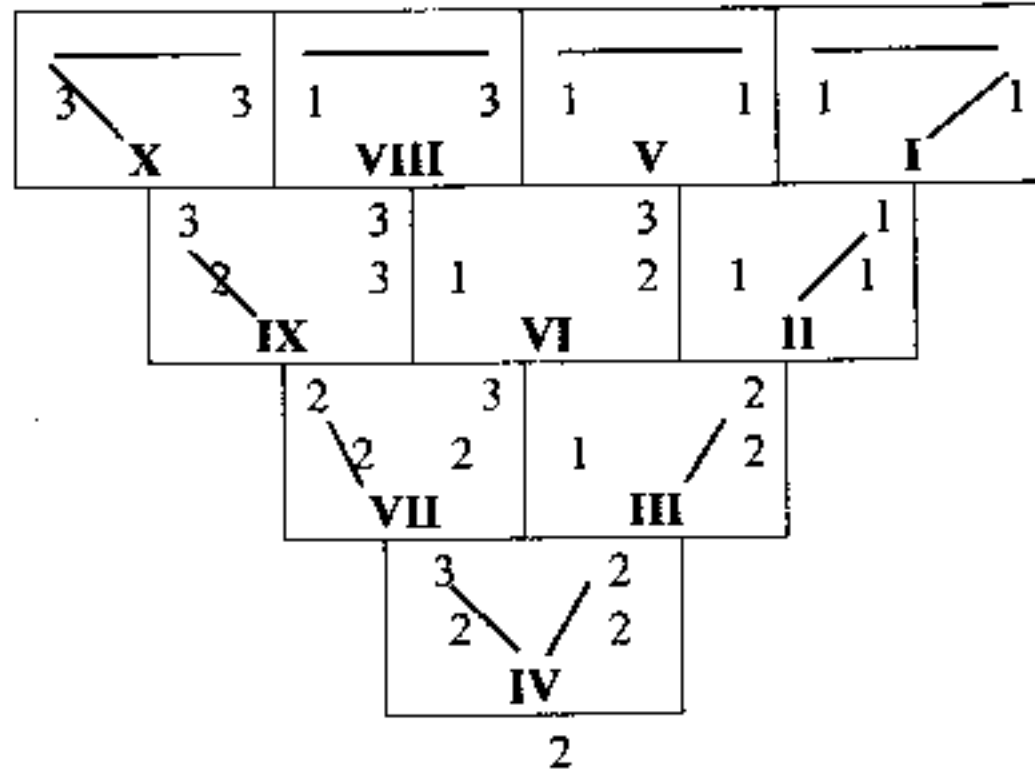 3 3 1 3 1 1 1 1
X VIII V I
3 3 3 1
2 3 1 2 1 1
IX VI II
2 3 2
2 2 1 2
VII III
3 2
2 2
IV
2